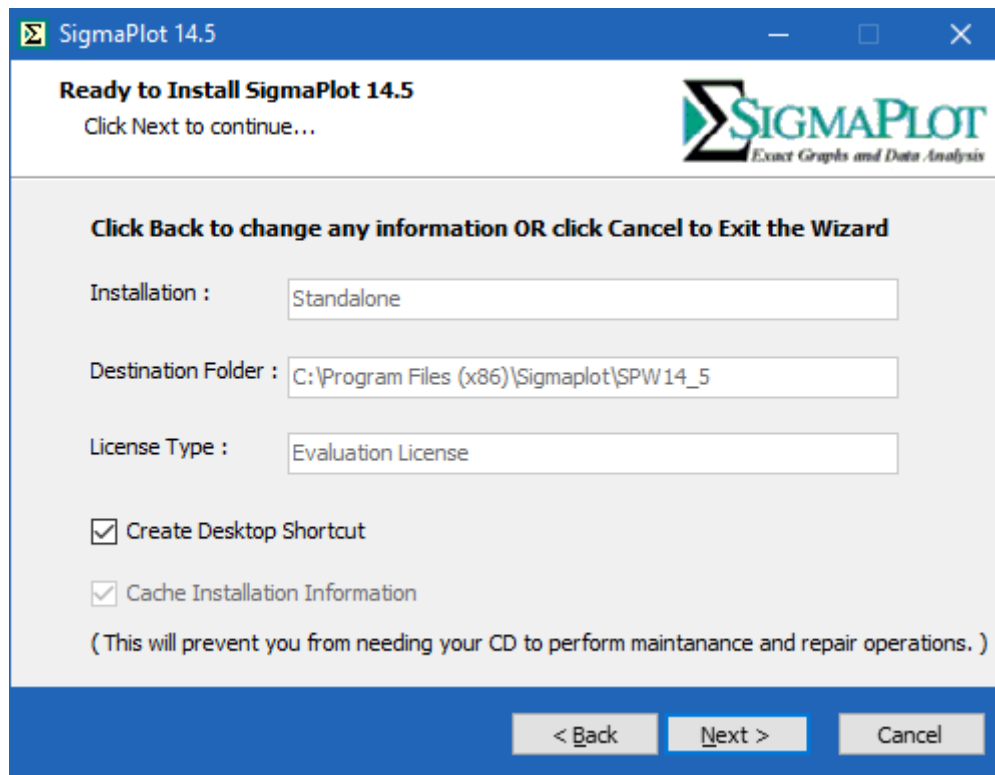 SigmaPlot 14.5
Ready to Install SigmaPlot 14.5
Click Next to continue...
SIGMAPLOT
Exact Graphs and Data Analysis
Click Back to change any information OR click Cancel to Exit the Wizard
Installation : Standalone
Destination Folder : C:\Program Files (x86)\Sigmaplot\SPW14_5
License Type : Evaluation License
Create Desktop Shortcut
Cache Installation Information
( This will prevent you from needing your CD to perform maintanance and repair operations. )
< Back Next > Cancel